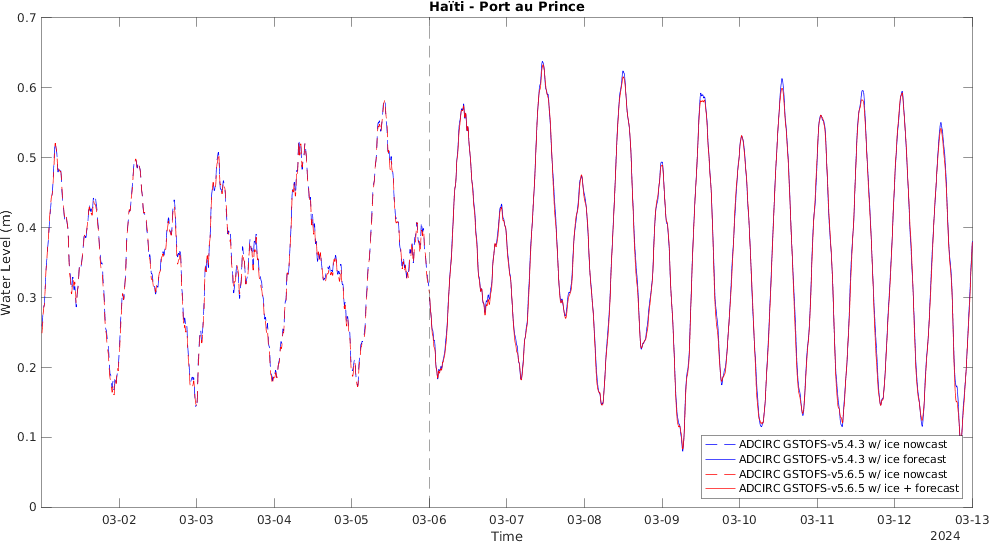 Haïti - Port au Prince
0.7
0.6
0.5
0.4
0.3
0.2
0.1
0
Water Level (m)
ADCIRC GSTOFS-v5.4.3 w/ ice nowcast
ADCIRC GSTOFS-v5.4.3 w/ ice forecast
ADCIRC GSTOFS-v5.6.5 w/ ice nowcast
ADCIRC GSTOFS-v5.6.5 w/ ice + forecast
03-02 03-03 03-04 03-05 03-06 03-07 03-08 03-09 03-10 03-11 03-12 03-13
Time
2024